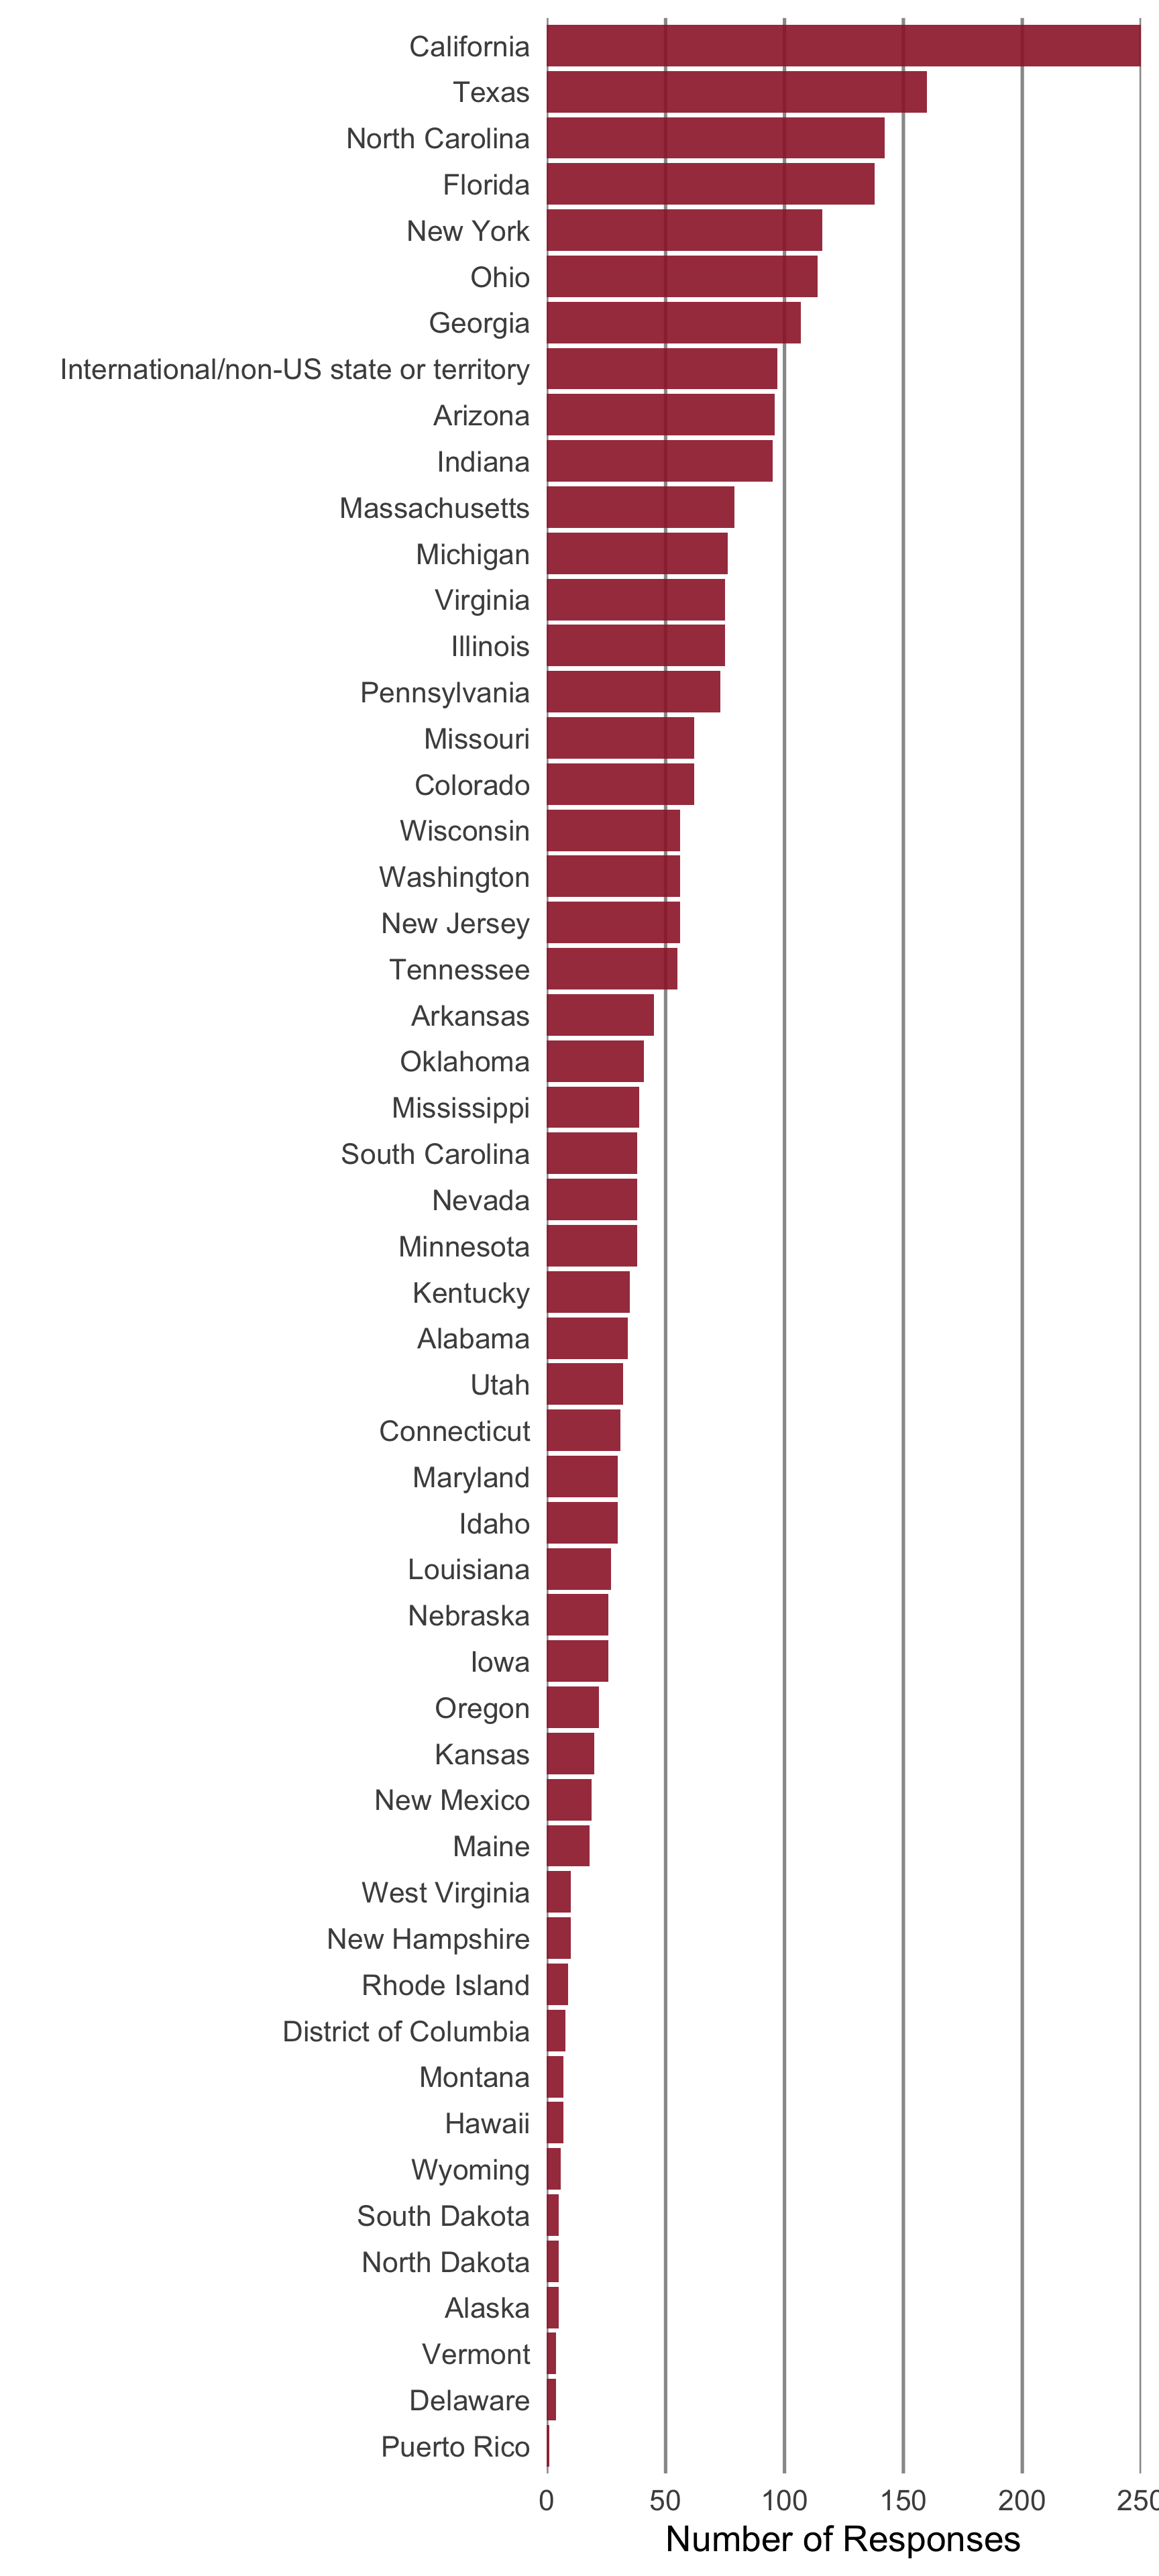 California
Texas
North Carolina
Florida
New York
Ohio
Georgia
International/non-US state or territory
Arizona
Indiana
Massachusetts
Michigan
Virginia
Illinois
Pennsylvania
Missouri
Colorado
Wisconsin
Washington
New Jersey
Tennessee
Arkansas
Oklahoma
Mississippi
South Carolina
Nevada
Minnesota
Kentucky
Alabama
Utah
Connecticut
Maryland
Idaho
Louisiana
Nebraska
Iowa
Oregon
Kansas
New Mexico
Maine
West Virginia
New Hampshire
Rhode Island
District of Columbia
Montana
Hawaii
Wyoming
South Dakota
North Dakota
Alaska
Vermont
Delaware
Puerto Rico
0 50 100 150 200 250
Number of Responses